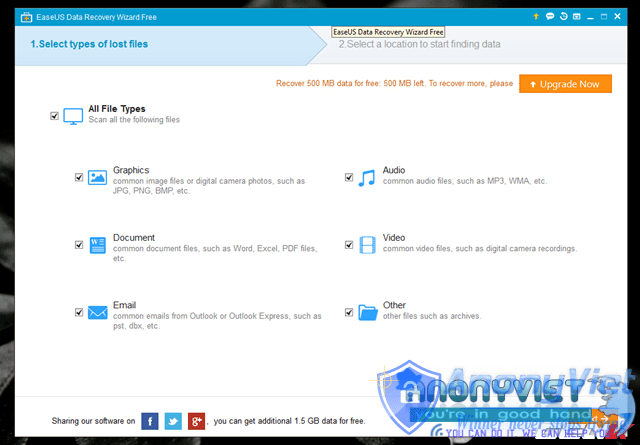 EaseUS Data Recovery Wizard Free
EaseUS Data Recovery Wizard Free
1.Select types of lost files
2.Select a location to start finding data
Recover 500 MB data for free: 500 MB left. To recover more, please
Upgrade Now
All File Types
Scan all the following files
Graphics
common image files or digital camera photos, such as
JPG, PNG, BMP, etc.
Audio
common audio files, such as MP3, WMA, etc.
Document
common document files, such as Word, Excel, PDF files,
etc.
Video
common video files, such as digital camera recordings.
Email
common emails from Outlook or Outlook Express, such as
pst, dbx, etc.
Other
other files such as archives.
AnonyViet
ANONYVIET
you're in good hand
Winner never
YOU CAN DO IT, WE CAN HELP
Sharing our software on
, you can get additional 1.5 GB data for free.